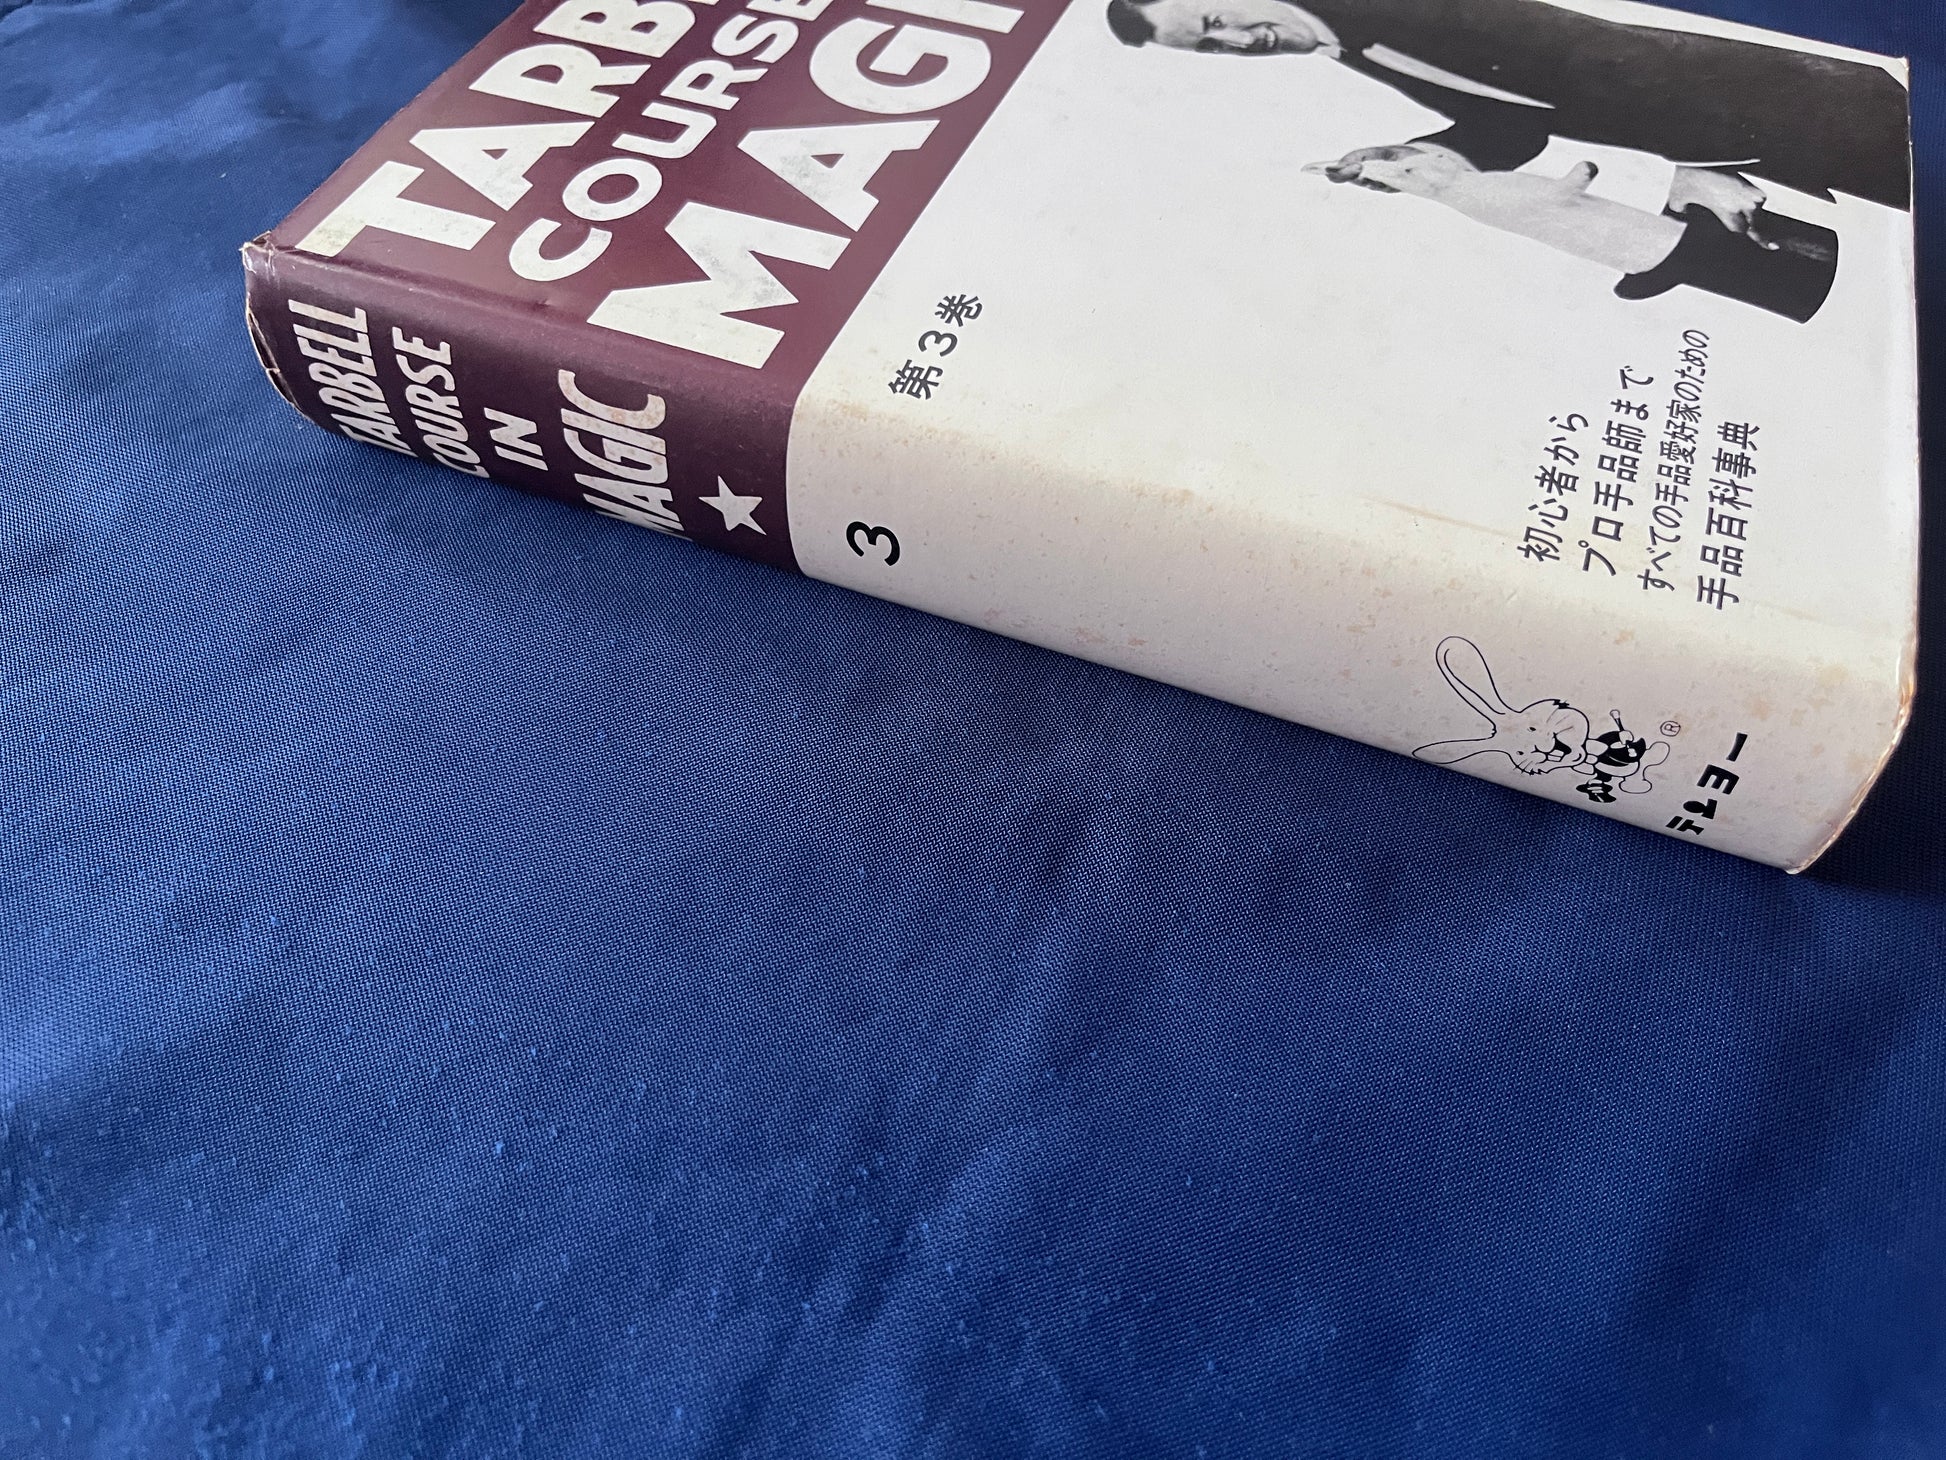 TARB
COURSE
MAGI
第3巻
初心者から
プロ手品師まで
すべての手品愛好家のための
手品百科事典
TARBELL
COURSE
IN
MAGIC
3
®
テンヨー